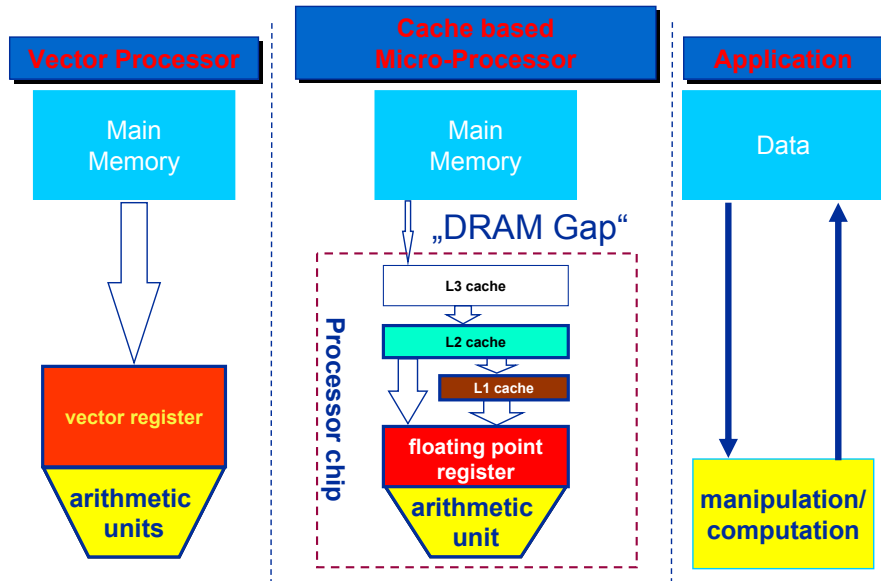 Vector Processor
Main
Memory
vector register
arithmetic
units
Cache based
Micro-Processor
Main
Memory
„DRAM Gap“
Processor chip
L3 cache
L2 cache
L1 cache
floating point
register
arithmetic
unit
Application
Data
manipulation/
computation